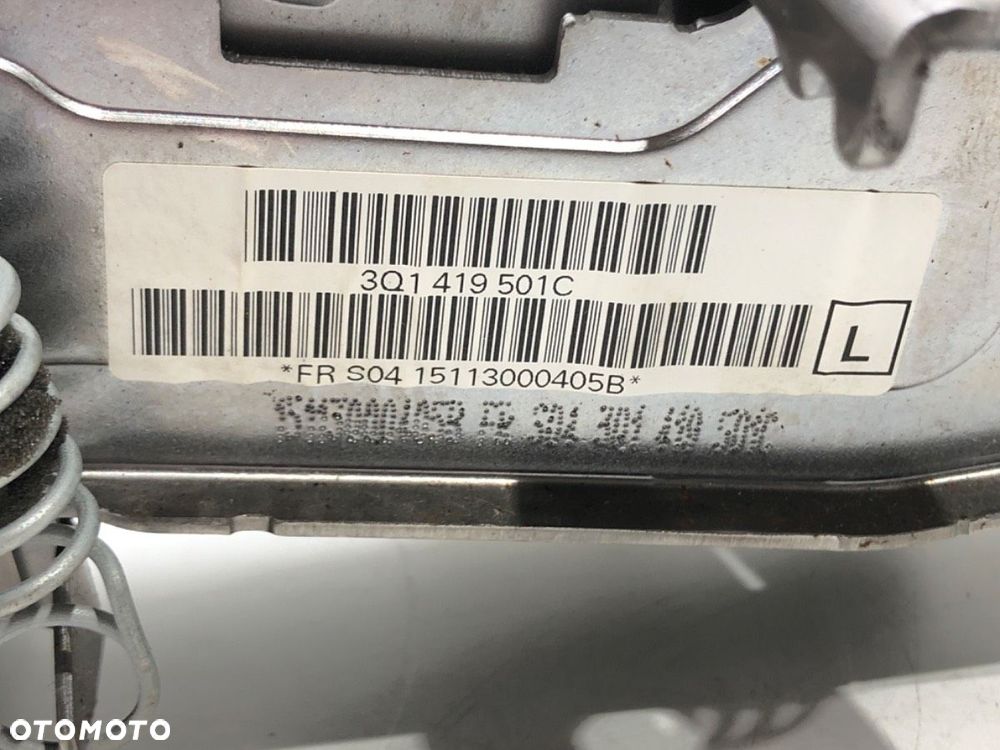 3Q1 419 501C
L
*FR S04 15113000405B*
OTOMOTO